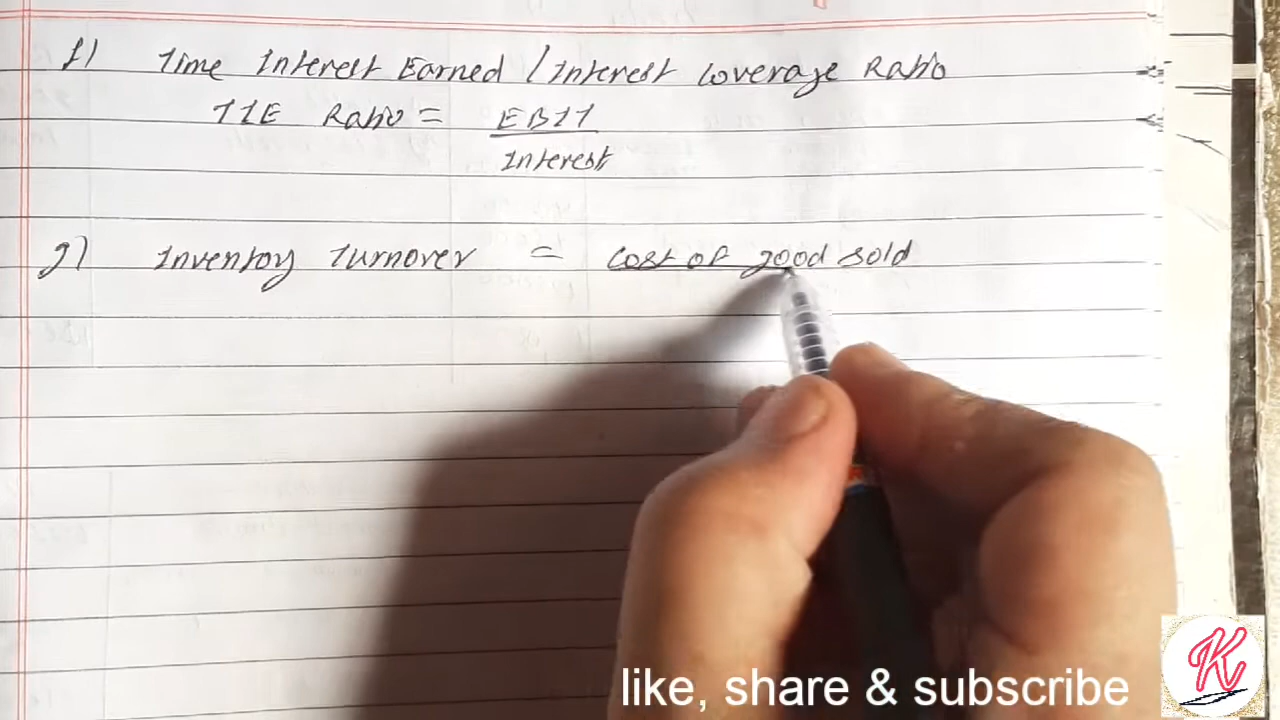 f) Time Interest Earned / Interest Coverage Ratio
TIE Ratio = EBIT
Interest
g) Inventory Turnover = Cost of good sold
like, share & subscribe
K